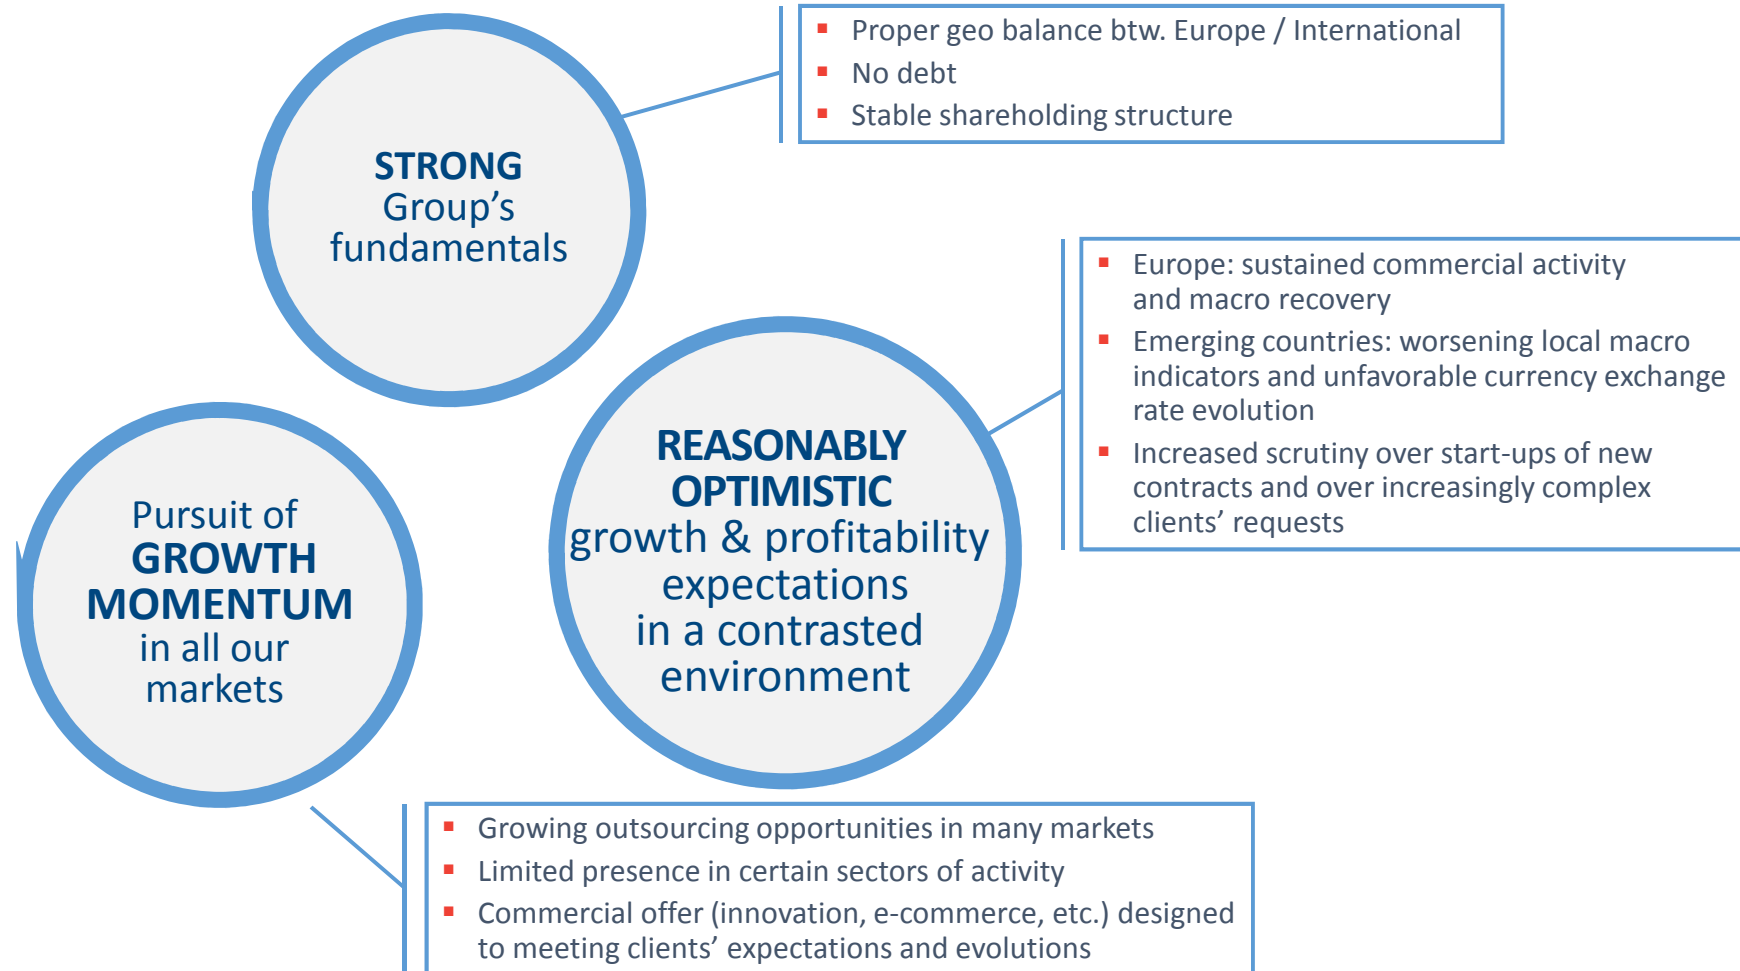 STRONG
Group’s
fundamentals
▪ Proper geo balance btw. Europe / International
▪ No debt
▪ Stable shareholding structure
REASONABLY
OPTIMISTIC
growth & profitability
expectations
in a contrasted
environment
▪ Europe: sustained commercial activity
and macro recovery
▪ Emerging countries: worsening local macro
indicators and unfavorable currency exchange
rate evolution
▪ Increased scrutiny over start-ups of new
contracts and over increasingly complex
clients’ requests
Pursuit of
GROWTH
MOMENTUM
in all our
markets
▪ Growing outsourcing opportunities in many markets
▪ Limited presence in certain sectors of activity
▪ Commercial offer (innovation, e-commerce, etc.) designed
to meeting clients’ expectations and evolutions